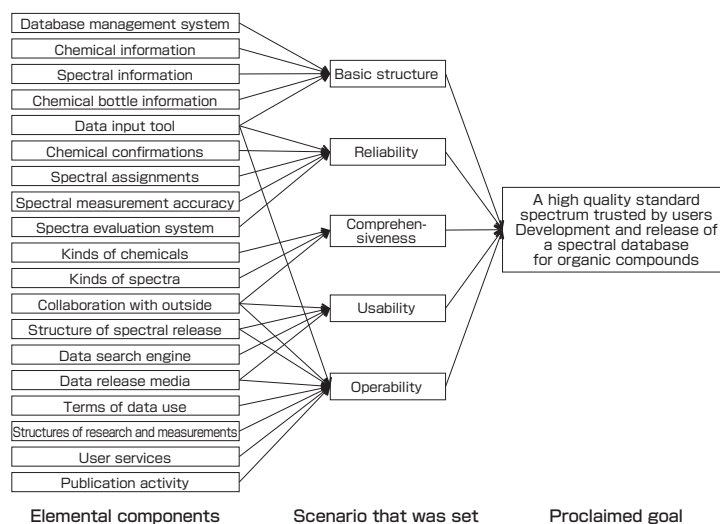 Database management system
Chemical information
Spectral information
Chemical bottle information
Data input tool
Chemical confirmations
Spectral assignments
Spectral measurement accuracy
Spectra evaluation system
Kinds of chemicals
Kinds of spectra
Collaboration with outside
Structure of spectral release
Data search engine
Data release media
Terms of data use
Structures of research and measurements
User services
Publication activity
Elemental components
Basic structure
Reliability
Comprehen-
siveness
Usability
Operability
Scenario that was set
A high quality standard
spectrum trusted by users
Development and release of
a spectral database
for organic compounds
Proclaimed goal